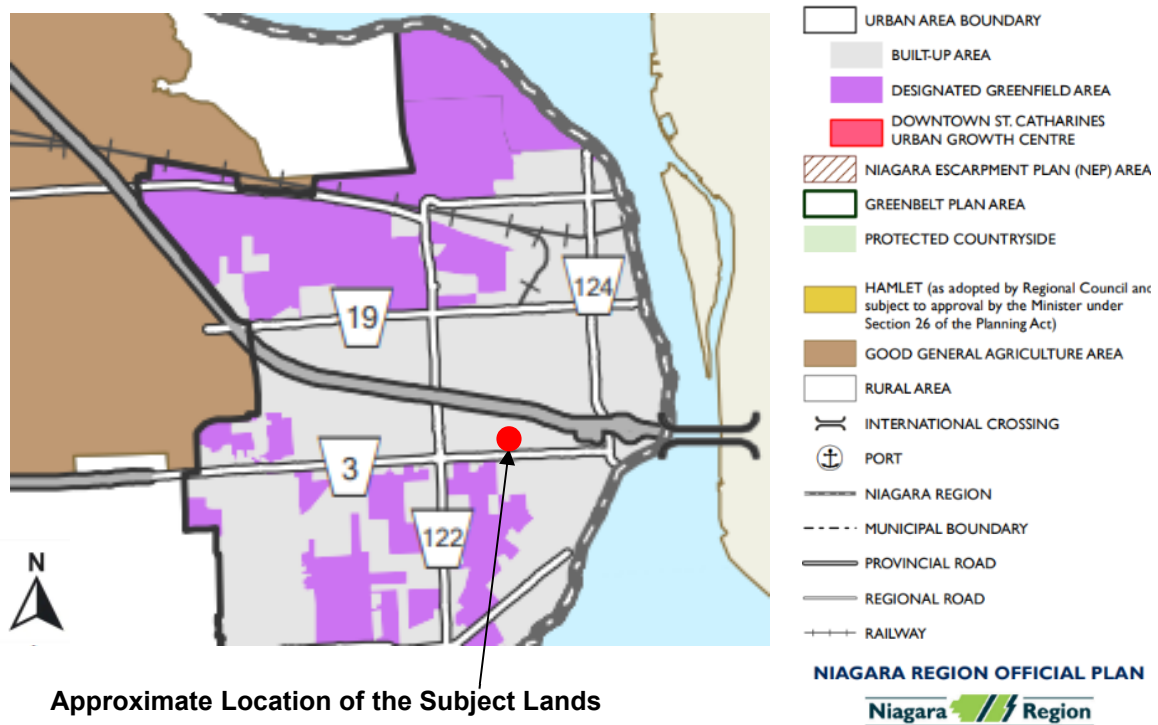 19
124
3
122
N
Approximate Location of the Subject Lands
URBAN AREA BOUNDARY
BUILT-UP AREA
DESIGNATED GREENFIELD AREA
DOWNTOWN ST. CATHARINES
URBAN GROWTH CENTRE
NIAGARA ESCARPMENT PLAN (NEP) AREA
GREENBELT PLAN AREA
PROTECTED COUNTRYSIDE
HAMLET (as adopted by Regional Council and
subject to approval by the Minister under
Section 26 of the Planning Act)
GOOD GENERAL AGRICULTURE AREA
RURAL AREA
INTERNATIONAL CROSSING
PORT
NIAGARA REGION
MUNICIPAL BOUNDARY
PROVINCIAL ROAD
REGIONAL ROAD
RAILWAY
NIAGARA REGION OFFICIAL PLAN
Niagara Region